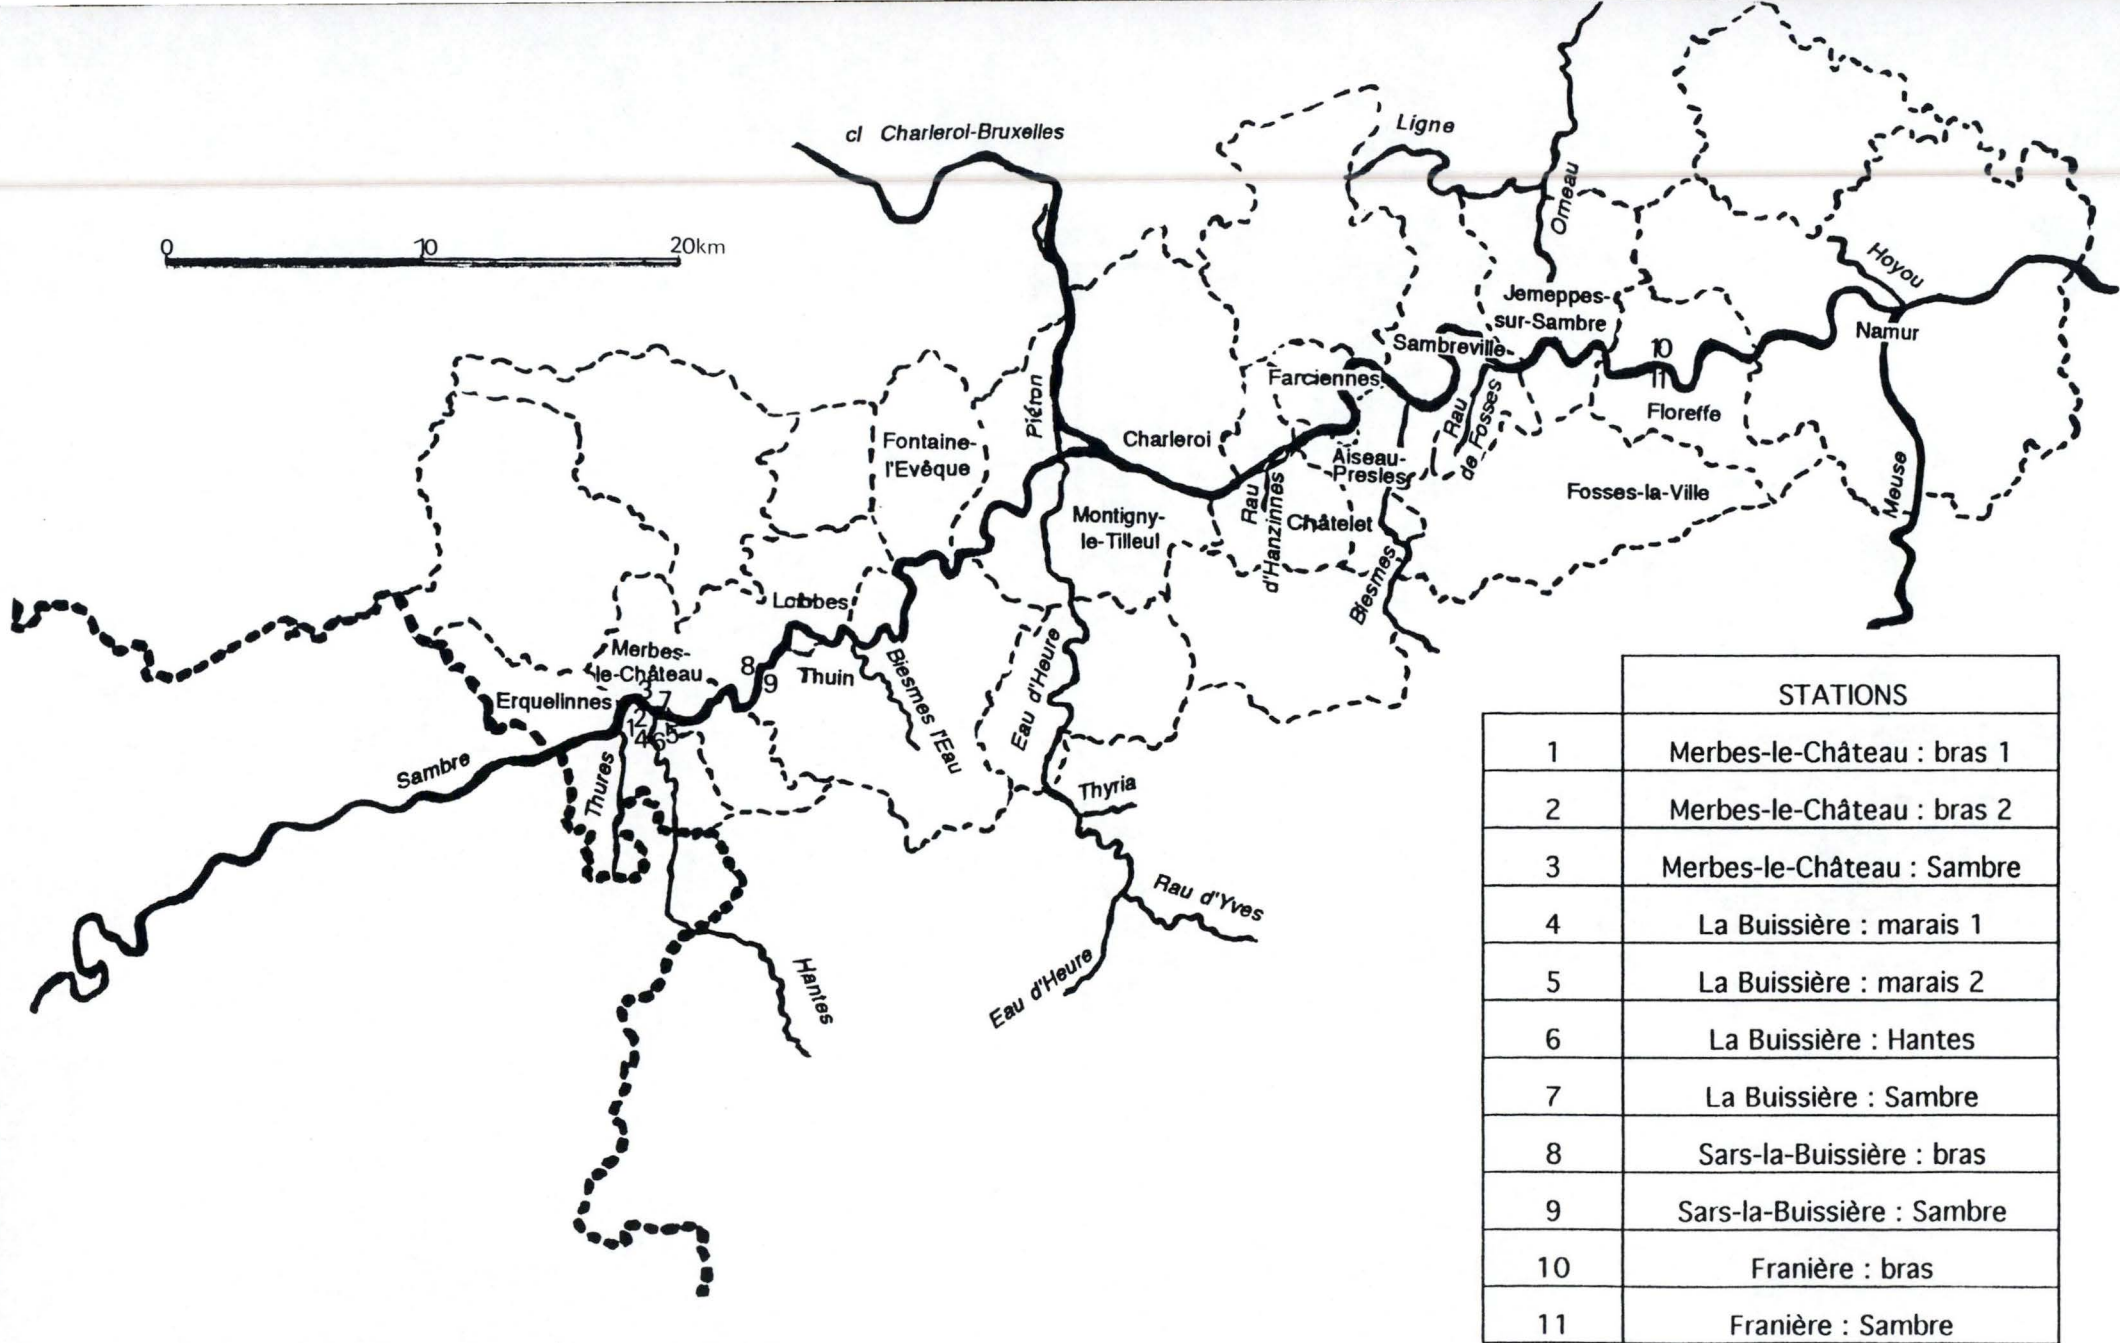 cl Charleroi-Bruxelles
Ligne
Orneau
Hoyou
0 10 20km
Jemeppes-
sur-Sambre
Namur
Sambreville
10
11
Farciennes
Floreffe
Rau
de Fosses
Piéton
Charleroi
Fontaine-
l'Evêque
Aiseau-
Presles
Fosses-la-Ville
Meuse
Montigny-
le-Tilleul
Rau
d'Hanzinnes
Châtelet
Biesmes
Lobbes
Merbes-
le-Château
8
9
Thuin
Biesmes l'Eau
Eau d'Heure
Erquelinnes
3
7
2
1
4
6
5
Sambre
Thures
Thyria
Rau d'Yves
Eau d'Heure
Hantes
STATIONS
1 Merbes-le-Château : bras 1
2 Merbes-le-Château : bras 2
3 Merbes-le-Château : Sambre
4 La Buissière : marais 1
5 La Buissière : marais 2
6 La Buissière : Hantes
7 La Buissière : Sambre
8 Sars-la-Buissière : bras
9 Sars-la-Buissière : Sambre
10 Franière : bras
11 Franière : Sambre